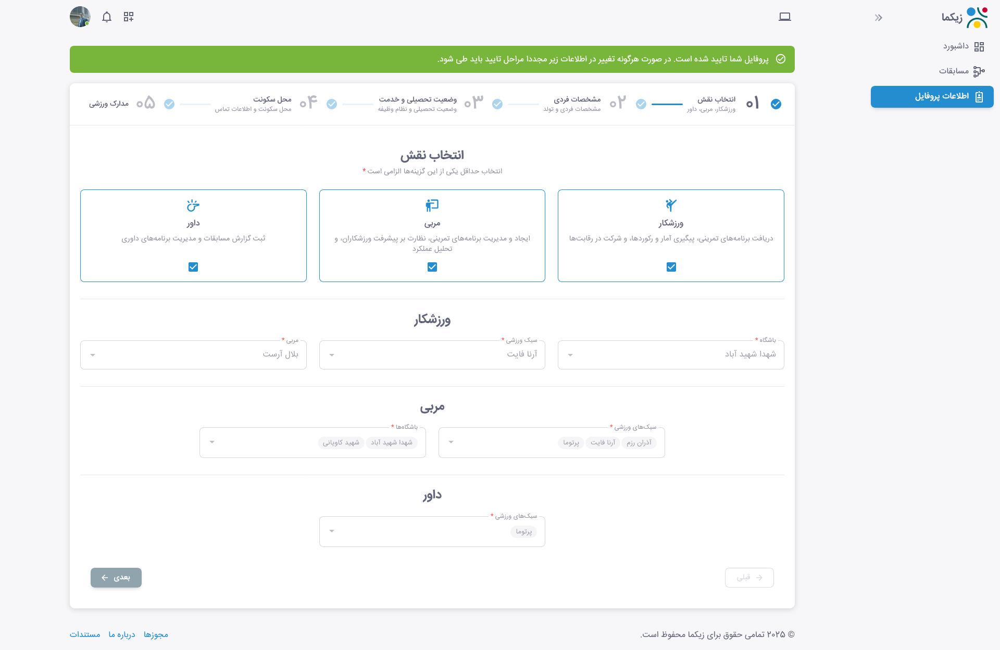 زیکما
داشبورد
مسابقات
اطلاعات پروفایل
پروفایل شما تایید شده است. در صورت هرگونه تغییر در اطلاعات زیر مجددا مراحل تایید باید طی شود.
۰۱
انتخاب نقش
ورزشکار، مربی، داور
۰۲
مشخصات فردی
مشخصات فردی و تولد
۰۳
وضعیت تحصیلی و خدمت
وضعیت تحصیلی و نظام وظیفه
۰۴
محل سکونت
محل سکونت و اطلاعات تماس
۰۵
مدارک ورزشی
انتخاب نقش
انتخاب حداقل یکی از این گزینه‌ها الزامی است *
ورزشکار
دریافت برنامه‌های تمرینی، پیگیری آمار و رکوردها، و شرکت در رقابت‌ها
مربی
ایجاد و مدیریت برنامه‌های تمرینی، نظارت بر پیشرفت ورزشکاران، و
تحلیل عملکرد
داور
ثبت گزارش مسابقات و مدیریت برنامه‌های داوری
ورزشکار
باشگاه *
شهدا شهید آباد
سبک ورزشی *
آرنا فایت
مربی *
بلال آرست
مربی
سبک‌های ورزشی *
آذران رزم
آرنا فایت
پرتوما
باشگاه‌ها *
شهدا شهید آباد
شهید کاویانی
داور
سبک‌های ورزشی *
پرتوما
قبلی
بعدی
© ۲۰۲۵ تمامی حقوق برای زیکما محفوظ است.
مجوزها
درباره ما
مستندات